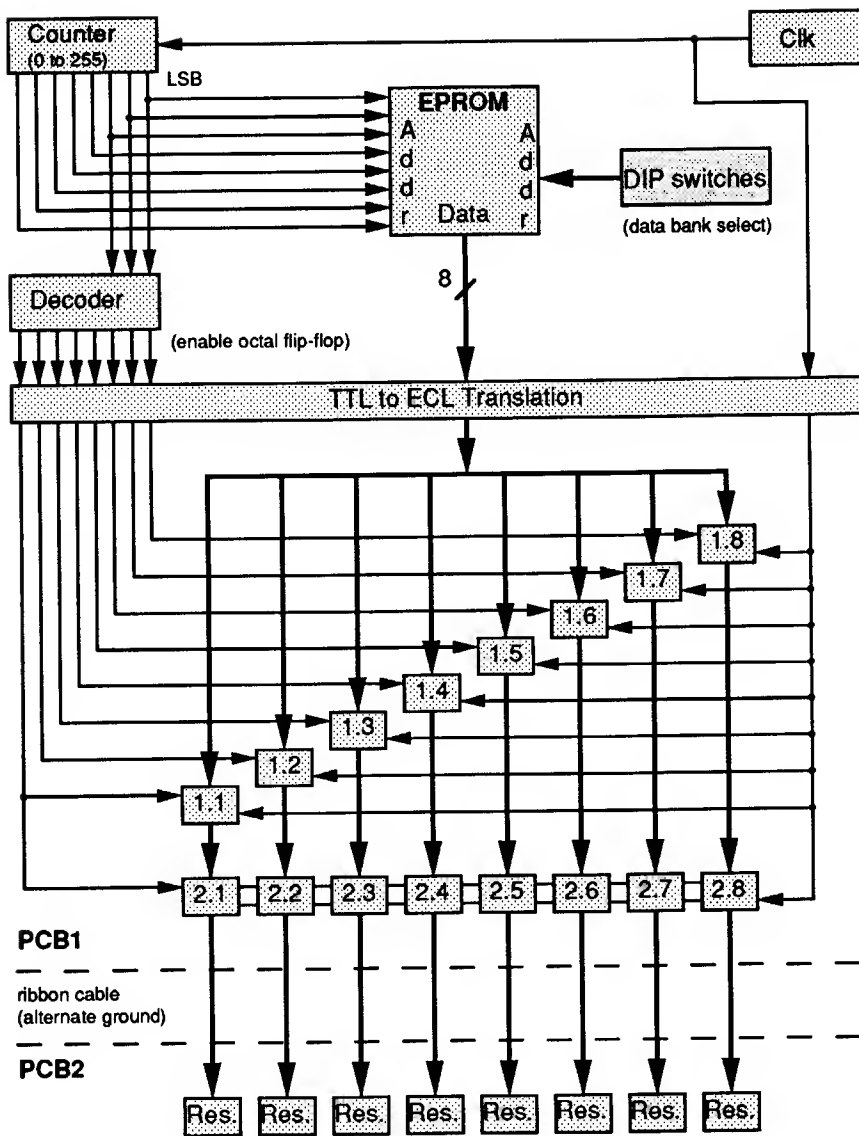 Counter
(0 to 255)
Clk
LSB
EPROM
A
d
d
r
A
d
d
r
Data
DIP switches
(data bank select)
8
Decoder
(enable octal flip-flop)
TTL to ECL Translation
1.8
1.7
1.6
1.5
1.4
1.3
1.2
1.1
2.1 2.2 2.3 2.4 2.5 2.6 2.7 2.8
PCB1
ribbon cable
(alternate ground)
PCB2
Res. Res. Res. Res. Res. Res. Res. Res.